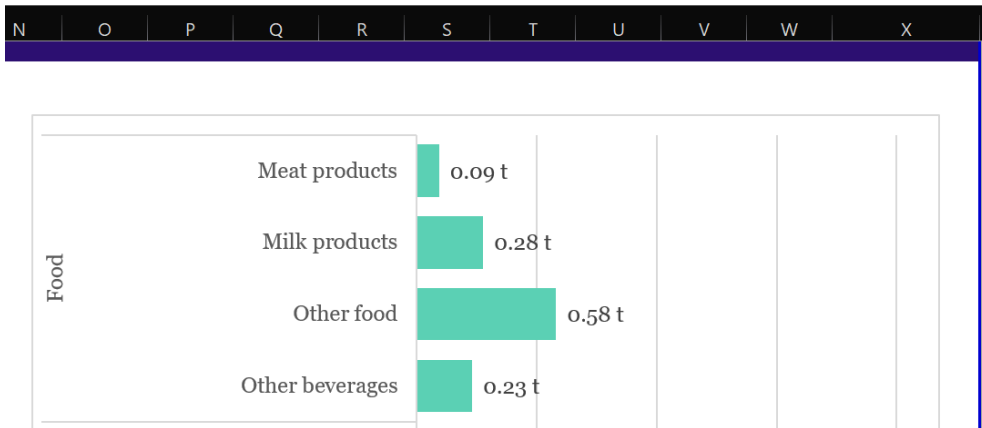 N O P Q R S T U V W X
Meat products 0.09 t
Milk products 0.28 t
Food
Other food 0.58 t
Other beverages 0.23 t